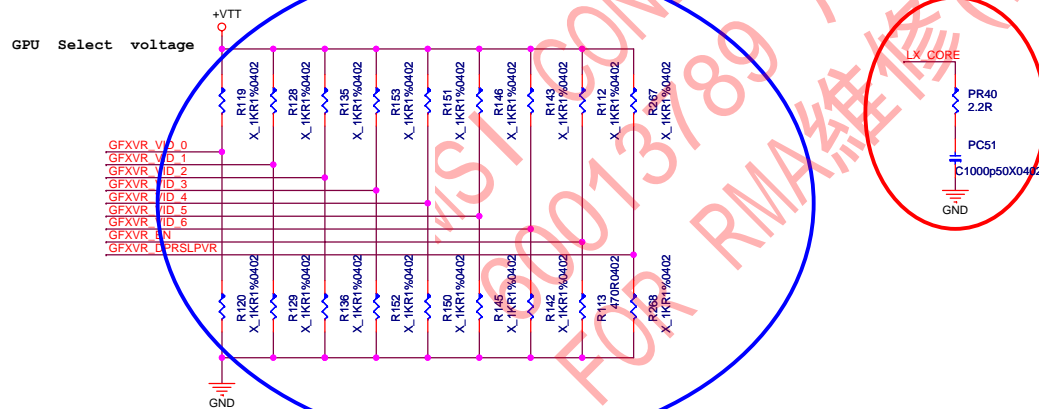 +VTT
GPU Select voltage
R119
X_1KR1%0402
R128
X_1KR1%0402
R135
X_1KR1%0402
R153
X_1KR1%0402
R151
X_1KR1%0402
R146
X_1KR1%0402
R143
X_1KR1%0402
R112
X_1KR1%0402
R267
X_1KR1%0402
GFXVR_VID_0
GFXVR_VID_1
GFXVR_VID_2
GFXVR_VID_3
GFXVR_VID_4
GFXVR_VID_5
GFXVR_VID_6
GFXVR_EN
GFXVR_DPRSLPVR
R120
X_1KR1%0402
R129
X_1KR1%0402
R136
X_1KR1%0402
R152
X_1KR1%0402
R150
X_1KR1%0402
R145
X_1KR1%0402
R142
X_1KR1%0402
R113
470R0402
R268
X_1KR1%0402
GND
LX_CORE
PR40
2.2R
PC51
C1000p50X0402
GND
MSI CON
60013789
FOR RMA維修